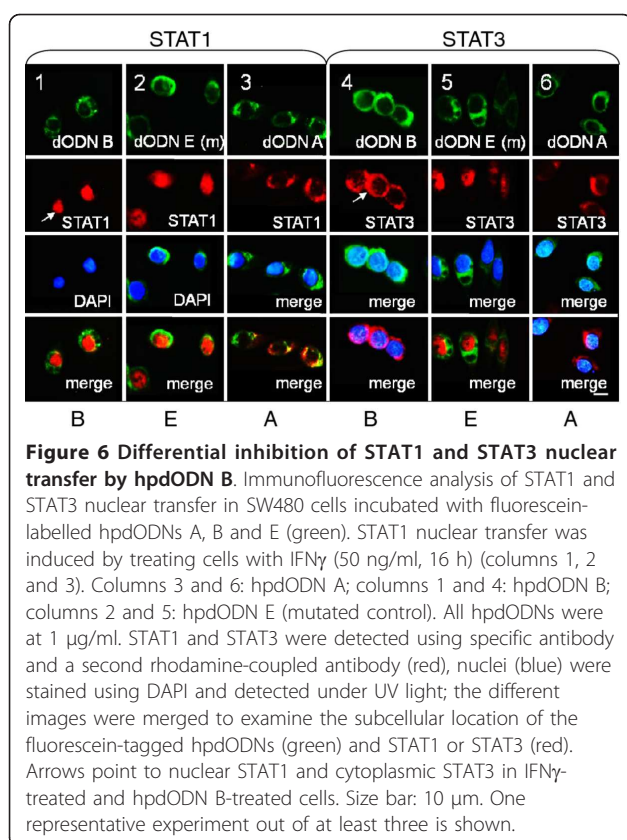 STAT1 STAT3
1 2 3 4 5 6
dODN B dODN E (m) dODN A dODN B dODN E (m) dODN A
STAT1 STAT1 STAT1 STAT3 STAT3 STAT3
DAPI DAPI merge merge merge merge
merge merge merge merge merge merge
B E A B E A
Figure 6 Differential inhibition of STAT1 and STAT3 nuclear
transfer by hpdODN B. Immunofluorescence analysis of STAT1 and
STAT3 nuclear transfer in SW480 cells incubated with fluorescein-
labelled hpdODNs A, B and E (green). STAT1 nuclear transfer was
induced by treating cells with IFNγ (50 ng/ml, 16 h) (columns 1, 2
and 3). Columns 3 and 6: hpdODN A; columns 1 and 4: hpdODN B;
columns 2 and 5: hpdODN E (mutated control). All hpdODNs were
at 1 μg/ml. STAT1 and STAT3 were detected using specific antibody
and a second rhodamine-coupled antibody (red), nuclei (blue) were
stained using DAPI and detected under UV light; the different
images were merged to examine the subcellular location of the
fluorescein-tagged hpdODNs (green) and STAT1 or STAT3 (red).
Arrows point to nuclear STAT1 and cytoplasmic STAT3 in IFNγ-
treated and hpdODN B-treated cells. Size bar: 10 μm. One
representative experiment out of at least three is shown.